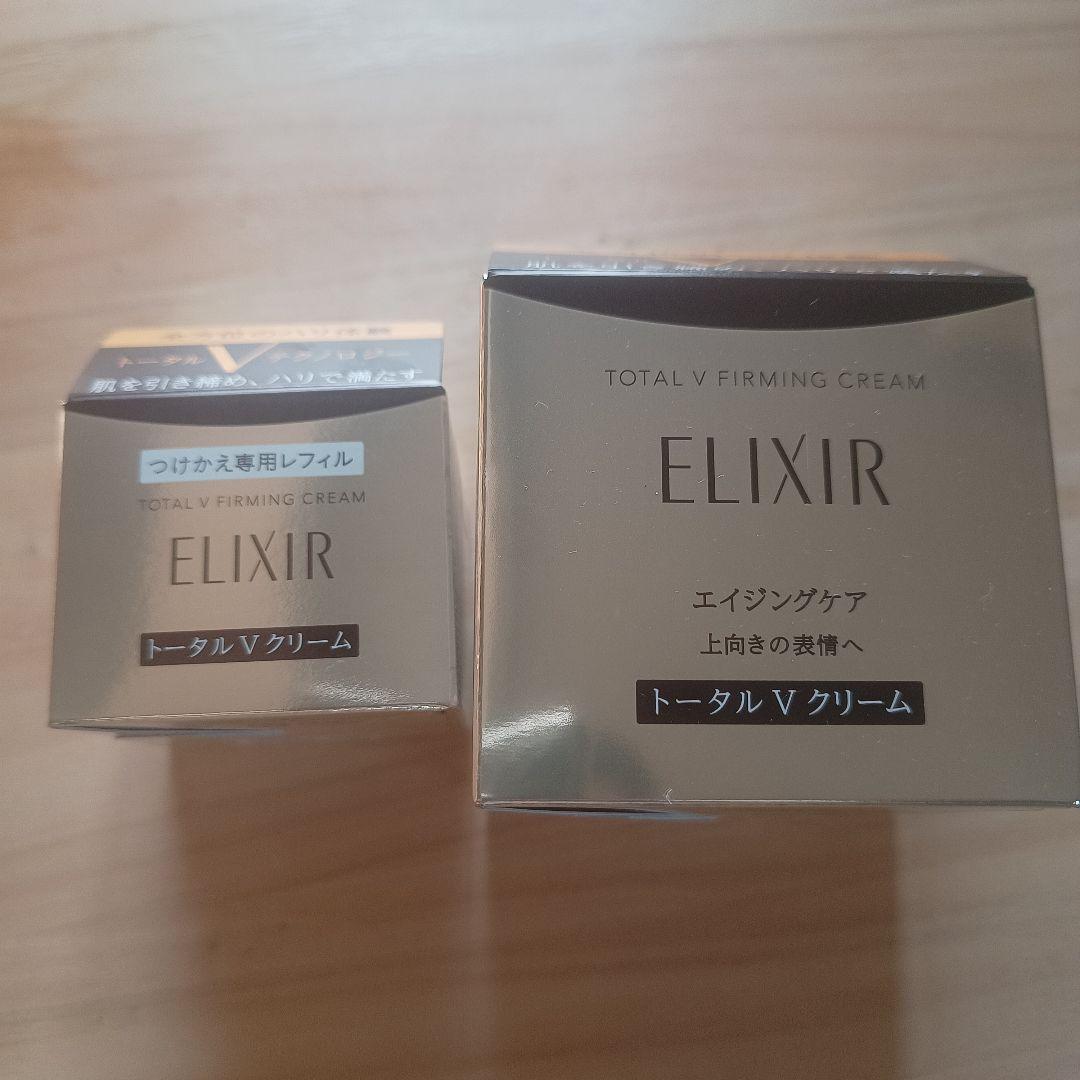 トータル V テクノロジー
肌を引き締め、ハリで満たす
つけかえ専用レフィル
TOTAL V FIRMING CREAM
ELIXIR
トータル V クリーム
TOTAL V FIRMING CREAM
ELIXIR
エイジングケア
上向きの表情へ
トータル V クリーム